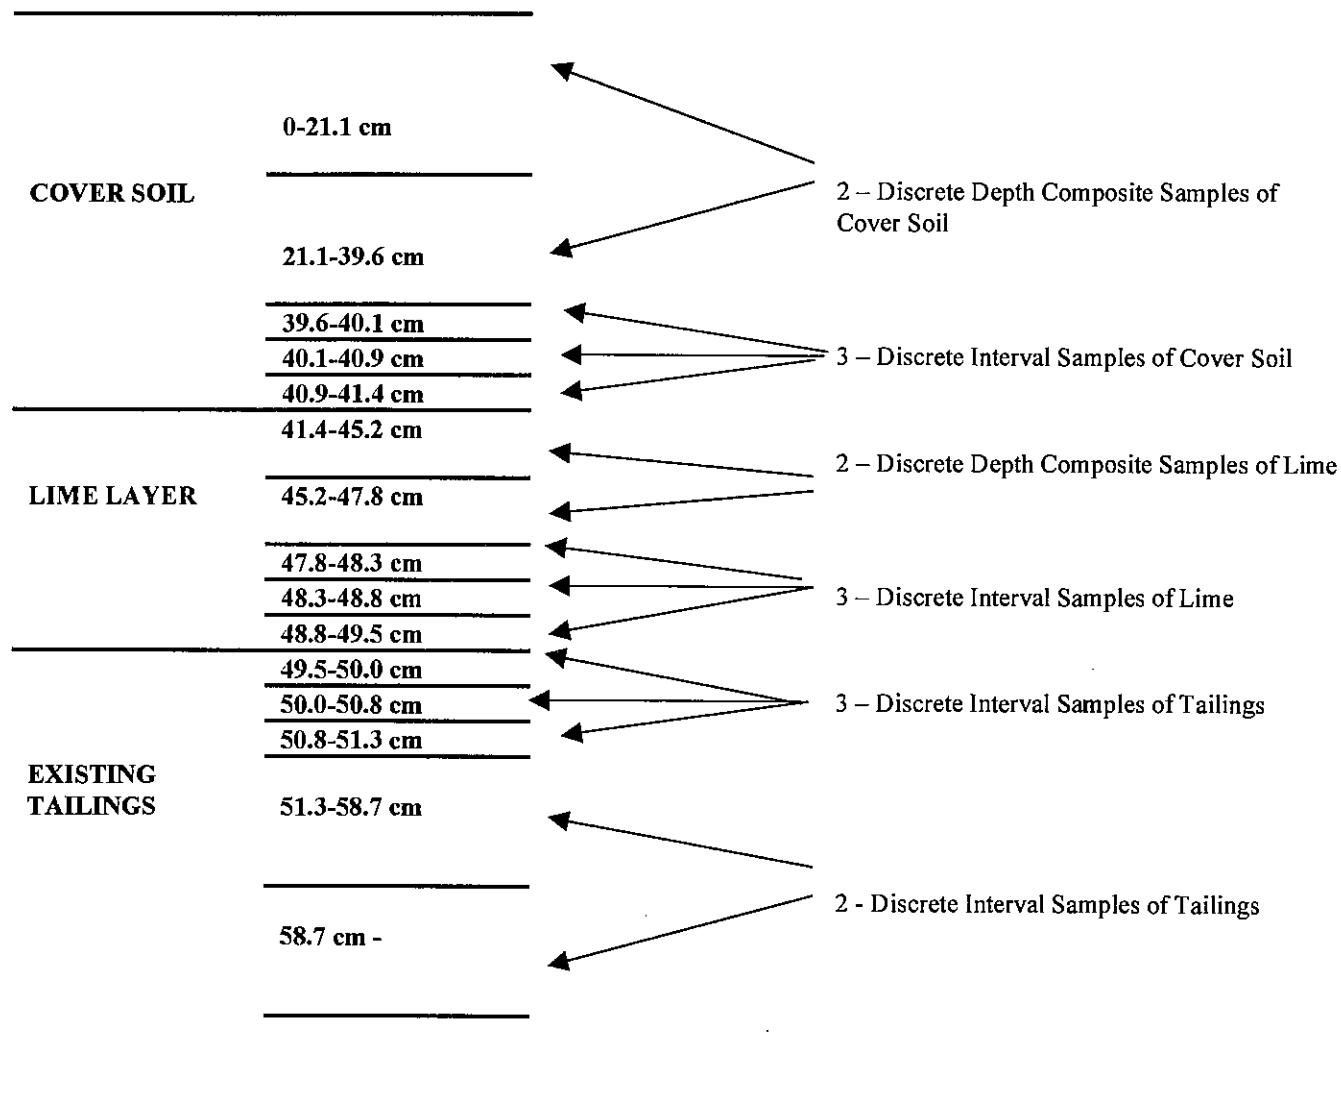 0-21.1 cm
COVER SOIL
2 – Discrete Depth Composite Samples of
Cover Soil
21.1-39.6 cm
39.6-40.1 cm
40.1-40.9 cm
3 – Discrete Interval Samples of Cover Soil
40.9-41.4 cm
41.4-45.2 cm
2 – Discrete Depth Composite Samples of Lime
LIME LAYER
45.2-47.8 cm
47.8-48.3 cm
48.3-48.8 cm
3 – Discrete Interval Samples of Lime
48.8-49.5 cm
49.5-50.0 cm
50.0-50.8 cm
3 – Discrete Interval Samples of Tailings
50.8-51.3 cm
EXISTING
TAILINGS
51.3-58.7 cm
2 - Discrete Interval Samples of Tailings
58.7 cm -